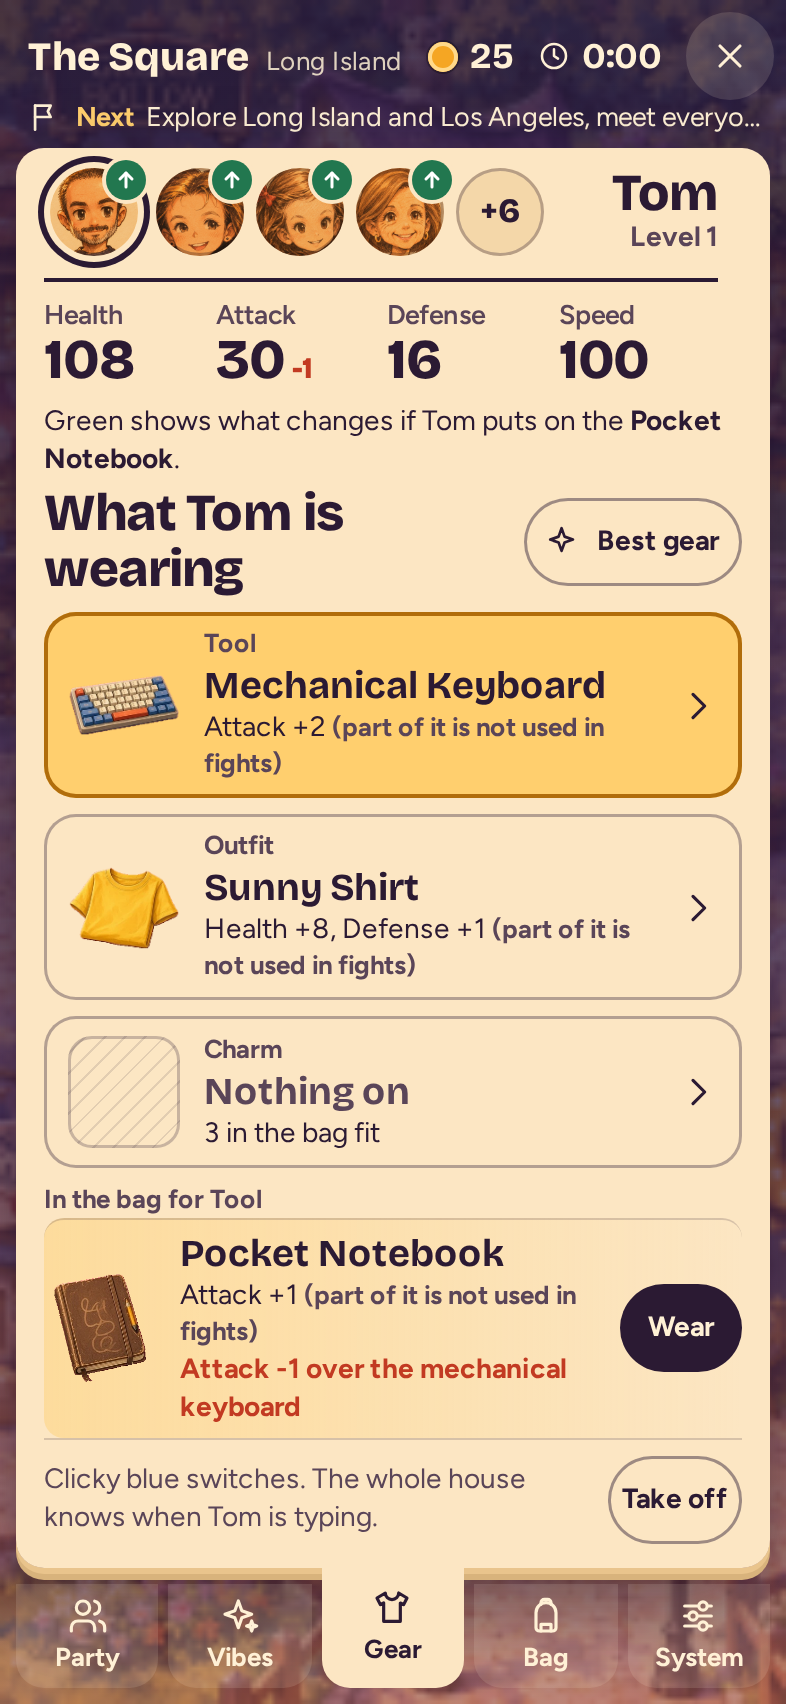 The Square Long Island 25 0:00
Next Explore Long Island and Los Angeles, meet everyo...
+6
Tom
Level 1
Health Attack Defense Speed
108 30 -1 16 100
Green shows what changes if Tom puts on the Pocket
Notebook.
What Tom is
wearing
Best gear
Tool
Mechanical Keyboard
Attack +2 (part of it is not used in
fights)
Outfit
Sunny Shirt
Health +8, Defense +1 (part of it is
not used in fights)
Charm
Nothing on
3 in the bag fit
In the bag for Tool
Pocket Notebook
Attack +1 (part of it is not used in
fights)
Attack -1 over the mechanical
keyboard
Wear
Clicky blue switches. The whole house
knows when Tom is typing.
Take off
Party Vibes Gear Bag System